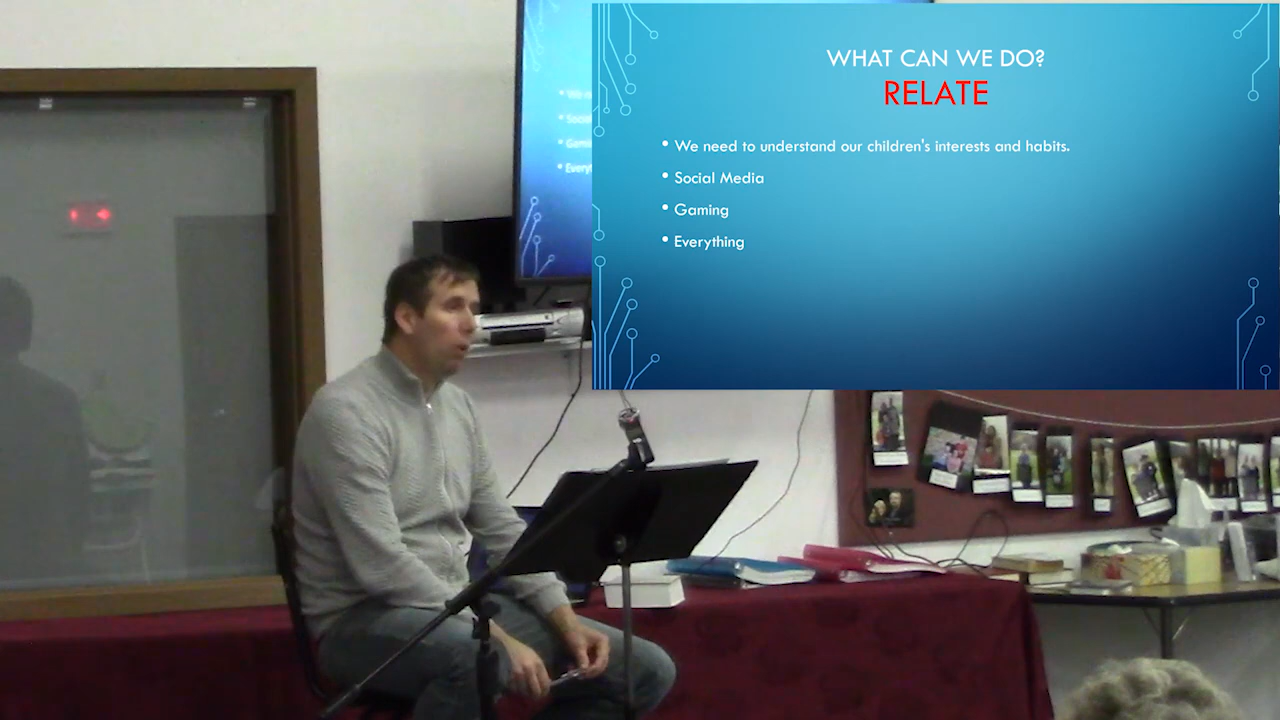 WHAT CAN WE DO?
RELATE
• We need to understand our children's interests and habits.
• Social Media
• Gaming
• Everything